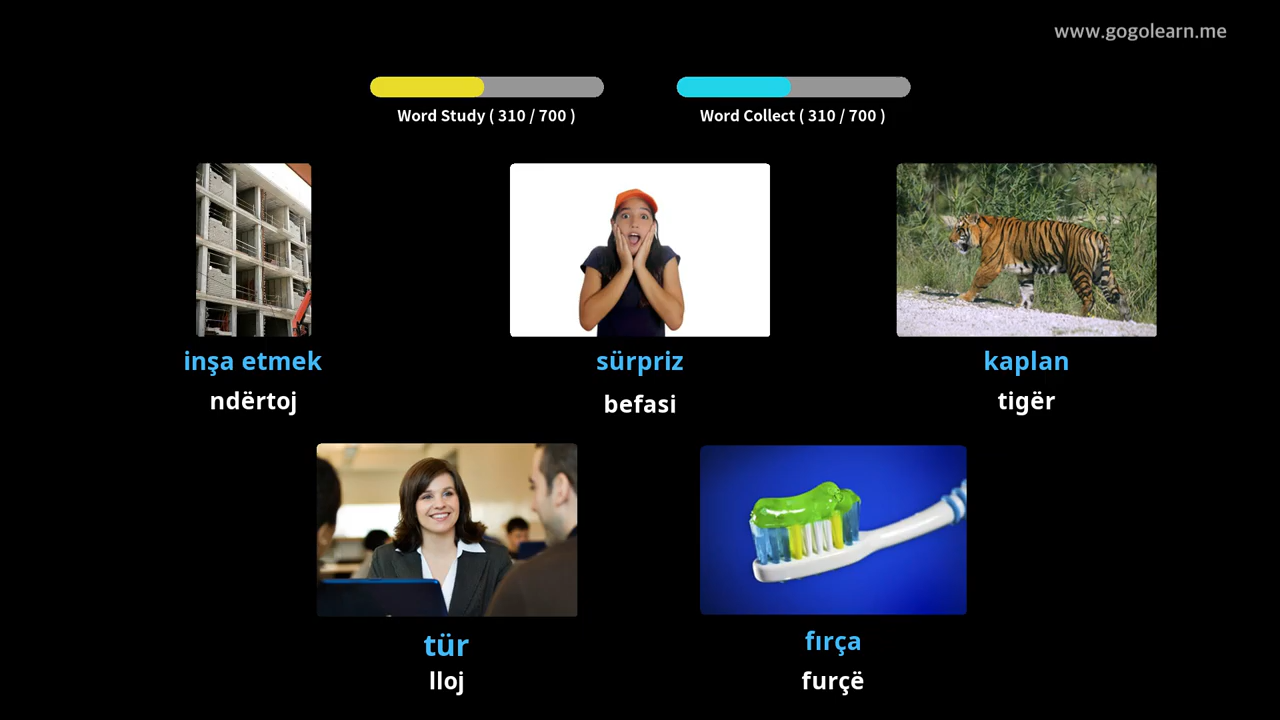 www.gogolearn.me
Word Study ( 310 / 700 )
Word Collect ( 310 / 700 )
inşa etmek
ndërtoj
sürpriz
befasi
kaplan
tigër
tür
lloj
fırça
furçë